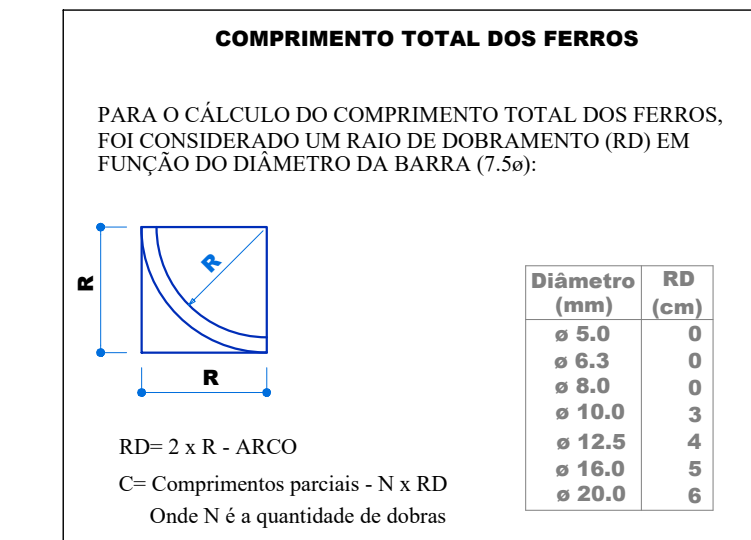 COMPRIMENTO TOTAL DOS FERROS
PARA O CÁLCULO DO COMPRIMENTO TOTAL DOS FERROS,
FOI CONSIDERADO UM RAIO DE DOBRAMENTO (RD) EM
FUNÇÃO DO DIÂMETRO DA BARRA (7.5ø):
R
R
R
RD= 2 x R - ARCO
C= Comprimentos parciais - N x RD
Onde N é a quantidade de dobras
Diâmetro RD
(mm) (cm)
ø 5.0 0
ø 6.3 0
ø 8.0 0
ø 10.0 3
ø 12.5 4
ø 16.0 5
ø 20.0 6